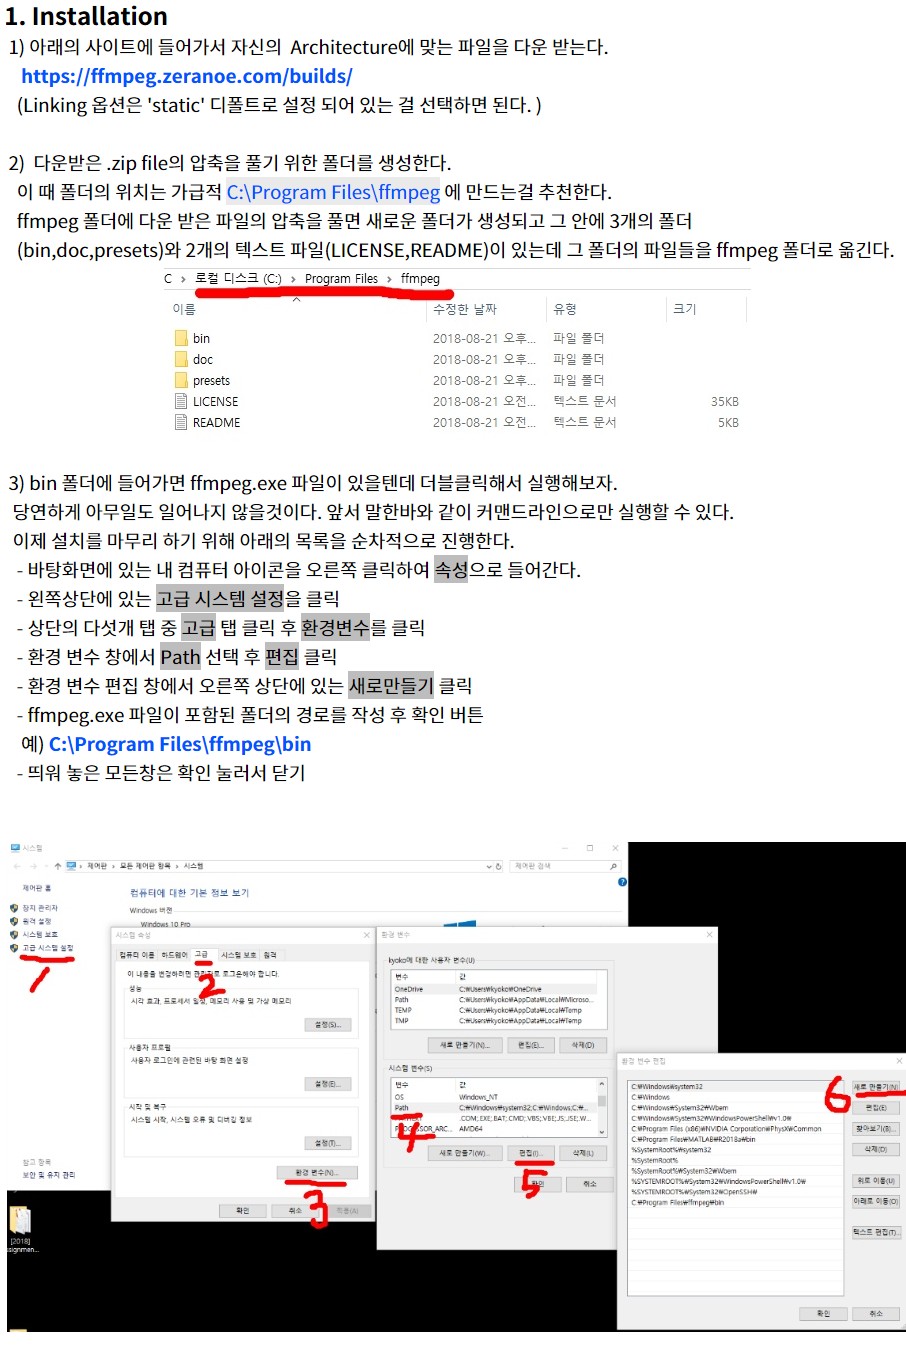 1. Installation
1) 아래의 사이트에 들어가서 자신의 Architecture에 맞는 파일을 다운 받는다.
https://ffmpeg.zeranoe.com/builds/
(Linking 옵션은 'static' 디폴트로 설정 되어 있는 걸 선택하면 된다. )
2) 다운받은 .zip file의 압축을 풀기 위한 폴더를 생성한다.
이 때 폴더의 위치는 가급적 C:\Program Files\ffmpeg 에 만드는걸 추천한다.
ffmpeg 폴더에 다운 받은 파일의 압축을 풀면 새로운 폴더가 생성되고 그 안에 3개의 폴더
(bin,doc,presets)와 2개의 텍스트 파일(LICENSE,README)이 있는데 그 폴더의 파일들을 ffmpeg 폴더로 옮긴다.
C > 로컬 디스크 (C:) > Program Files > ffmpeg
이름 수정한 날짜 유형 크기
bin 2018-08-21 오후... 파일 폴더
doc 2018-08-21 오후... 파일 폴더
presets 2018-08-21 오후... 파일 폴더
LICENSE 2018-08-21 오전... 텍스트 문서 35KB
README 2018-08-21 오전... 텍스트 문서 5KB
3) bin 폴더에 들어가면 ffmpeg.exe 파일이 있을텐데 더블클릭해서 실행해보자.
당연하게 아무일도 일어나지 않을것이다. 앞서 말한바와 같이 커맨드라인으로만 실행할 수 있다.
이제 설치를 마무리 하기 위해 아래의 목록을 순차적으로 진행한다.
- 바탕화면에 있는 내 컴퓨터 아이콘을 오른쪽 클릭하여 속성으로 들어간다.
- 왼쪽상단에 있는 고급 시스템 설정을 클릭
- 상단의 다섯개 탭 중 고급 탭 클릭 후 환경변수를 클릭
- 환경 변수 창에서 Path 선택 후 편집 클릭
- 환경 변수 편집 창에서 오른쪽 상단에 있는 새로만들기 클릭
- ffmpeg.exe 파일이 포함된 폴더의 경로를 작성 후 확인 버튼
예) C:\Program Files\ffmpeg\bin
- 띄워 놓은 모든창은 확인 눌러서 닫기
시스템
제어판 > 모든 제어판 항목 > 시스템
제어판 검색
제어판 홈
장치 관리자
원격 설정
시스템 보호
고급 시스템 설정
1
컴퓨터에 대한 기본 정보 보기
Windows 버전
Windows 10 Pro
참고 항목
보안 및 유지 관리
[2018]
ssignmen...
시스템 속성
컴퓨터 이름 하드웨어 고급 시스템 보호 원격
2
이 내용을 변경하려면 관리자로 로그온해야 합니다.
성능
시각 효과, 프로세서 일정, 메모리 사용 및 가상 메모리
설정(S)...
사용자 프로필
사용자 로그인에 관련된 바탕 화면 설정
설정(E)...
시작 및 복구
시스템 시작, 시스템 오류 및 디버깅 정보
설정(T)...
환경 변수(N)...
3
확인 취소 적용(A)
환경 변수
kyoko에 대한 사용자 변수(U)
변수 값
OneDrive C:₩Users₩kyoko₩OneDrive
Path C:₩Users₩kyoko₩AppData₩Local₩Microso...
TEMP C:₩Users₩kyoko₩AppData₩Local₩Temp
TMP C:₩Users₩kyoko₩AppData₩Local₩Temp
새로 만들기(N)... 편집(E)... 삭제(D)
시스템 변수(S)
변수 값
OS Windows_NT
Path C:₩Windows₩system32;C:₩Windows;C:₩...
.COM;.EXE;.BAT;.CMD;.VBS;.VBE;.JS;.JSE;.W...
PROCESSOR_ARC... AMD64
4
새로 만들기(W)... 편집(I)... 삭제(L)
5
확인 취소
환경 변수 편집
C:₩Windows₩system32
C:₩Windows
C:₩Windows₩System32₩Wbem
C:₩Windows₩System32₩WindowsPowerShell₩v1.0₩
C:₩Program Files (x86)₩NVIDIA Corporation₩PhysX₩Common
C:₩Program Files₩MATLAB₩R2018a₩bin
%SystemRoot%₩system32
%SystemRoot%
%SystemRoot%₩System32₩Wbem
%SYSTEMROOT%₩System32₩WindowsPowerShell₩v1.0₩
%SYSTEMROOT%₩System32₩OpenSSH₩
C:₩Program Files₩ffmpeg₩bin
6
새로 만들기(N)
편집(E)
찾아보기(B)...
삭제(D)
위로 이동(U)
아래로 이동(O)
텍스트 편집(T)...
확인 취소